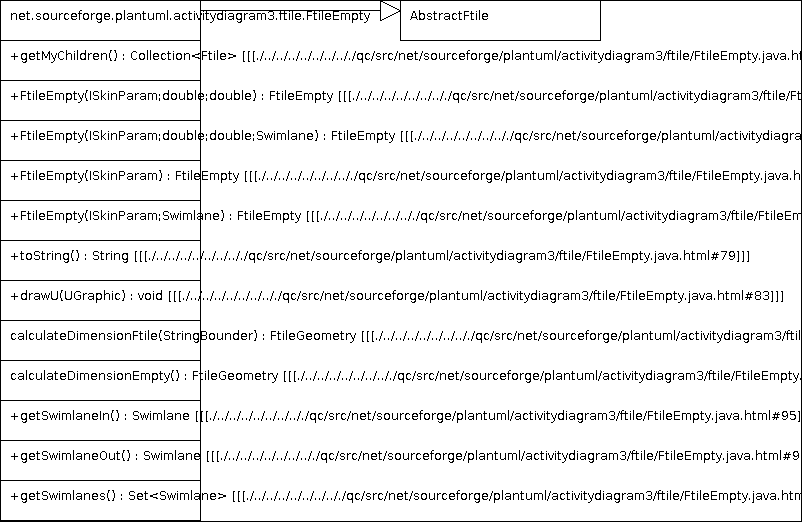 net.sourceforge.plantuml.activitydiagram3.ftile.FtileEmpty
AbstractFtile
+getMyChildren() : Collection<Ftile> [[[./../../../../../../../../qc/src/net/sourceforge/plantuml/activitydiagram3/ftile/FtileEmpty.java.ht
+FtileEmpty(ISkinParam;double;double) : FtileEmpty [[[./../../../../../../../../qc/src/net/sourceforge/plantuml/activitydiagram3/ftile/Ft
+FtileEmpty(ISkinParam;double;double;Swimlane) : FtileEmpty [[[./../../../../../../../../qc/src/net/sourceforge/plantuml/activitydiagra
+FtileEmpty(ISkinParam) : FtileEmpty [[[./../../../../../../../../qc/src/net/sourceforge/plantuml/activitydiagram3/ftile/FtileEmpty.java.h
+FtileEmpty(ISkinParam;Swimlane) : FtileEmpty [[[./../../../../../../../../qc/src/net/sourceforge/plantuml/activitydiagram3/ftile/FtileEm
+toString() : String [[[./../../../../../../../../qc/src/net/sourceforge/plantuml/activitydiagram3/ftile/FtileEmpty.java.html#79]]]
+drawU(UGraphic) : void [[[./../../../../../../../../qc/src/net/sourceforge/plantuml/activitydiagram3/ftile/FtileEmpty.java.html#83]]]
calculateDimensionFtile(StringBounder) : FtileGeometry [[[./../../../../../../../../qc/src/net/sourceforge/plantuml/activitydiagram3/ftil
calculateDimensionEmpty() : FtileGeometry [[[./../../../../../../../../qc/src/net/sourceforge/plantuml/activitydiagram3/ftile/FtileEmpty.
+getSwimlaneIn() : Swimlane [[[./../../../../../../../../qc/src/net/sourceforge/plantuml/activitydiagram3/ftile/FtileEmpty.java.html#95]
+getSwimlaneOut() : Swimlane [[[./../../../../../../../../qc/src/net/sourceforge/plantuml/activitydiagram3/ftile/FtileEmpty.java.html#9
+getSwimlanes() : Set<Swimlane> [[[./../../../../../../../../qc/src/net/sourceforge/plantuml/activitydiagram3/ftile/FtileEmpty.java.htm